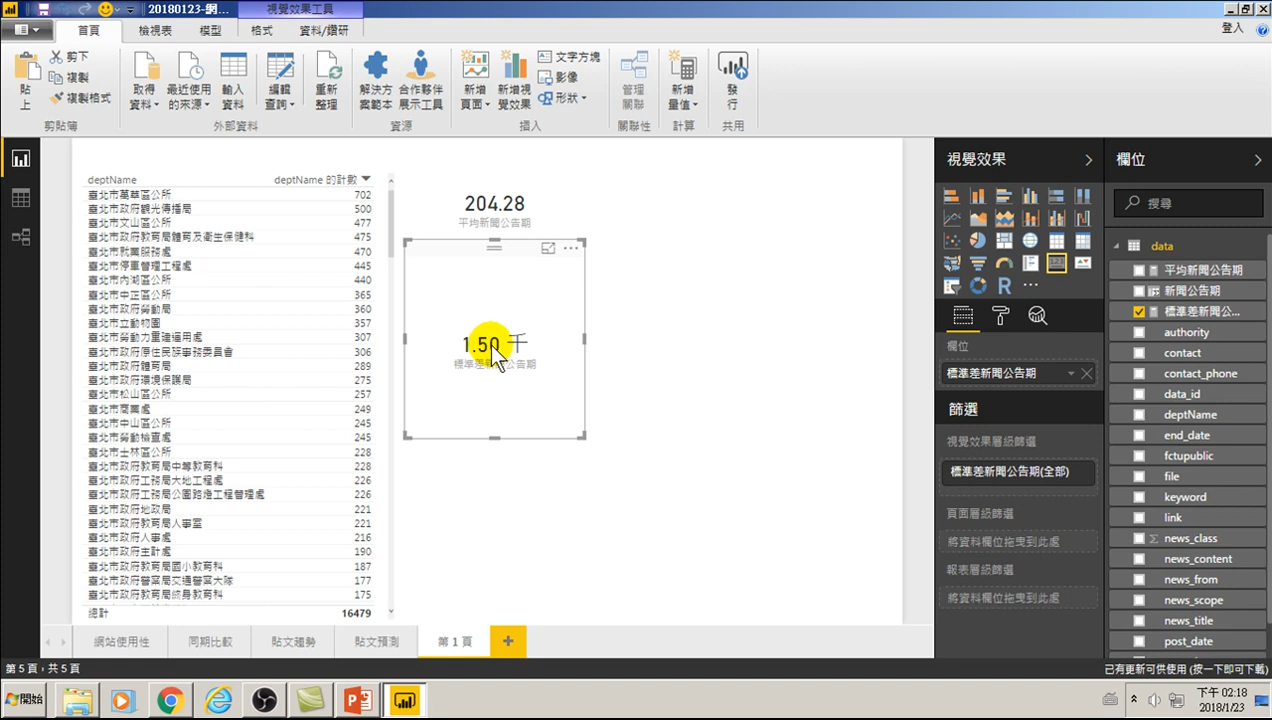 20180123-網...
視覺效果工具
登入
首頁
檢視表
模型
格式
資料/鑽研
貼上
剪下
複製
複製格式
取得資料
最近使用的來源
輸入資料
編輯查詢
重新整理
解決方案範本
合作夥伴展示工具
新增頁面
新增視覺效果
文字方塊
影像
形狀
管理關聯
新增量值
發行
剪貼簿
外部資料
資源
插入
關聯性
計算
共用
deptName deptName 的計數
臺北市萬華區公所 702
臺北市政府觀光傳播局 500
臺北市文山區公所 477
臺北市政府教育局體育及衛生保健科 475
臺北市就業服務處 470
臺北市停車管理工程處 445
臺北市內湖區公所 440
臺北市中正區公所 365
臺北市政府勞動局 360
臺北市立動物園 357
臺北市勞動力重建運用處 307
臺北市政府原住民族事務委員會 306
臺北市政府體育局 289
臺北市政府環境保護局 275
臺北市松山區公所 257
臺北市商業處 249
臺北市中山區公所 245
臺北市勞動檢查處 245
臺北市士林區公所 228
臺北市政府教育局中等教育科 228
臺北市政府工務局大地工程處 226
臺北市政府工務局公園路燈工程管理處 226
臺北市政府地政局 221
臺北市政府教育局人事室 221
臺北市政府人事處 216
臺北市政府主計處 190
臺北市政府教育局國小教育科 187
臺北市政府警察局交通警察大隊 177
臺北市政府教育局終身教育科 175
總計 16479
204.28
平均新聞公告期
1.50 千
標準差新聞公告期
視覺效果
欄位
標準差新聞公告期
篩選
視覺效果層級篩選
標準差新聞公告期(全部)
頁面層級篩選
將資料欄位拖曳到此處
報表層級篩選
將資料欄位拖曳到此處
欄位
搜尋
data
平均新聞公告期
新聞公告期
標準差新聞公...
authority
contact
contact_phone
data_id
deptName
end_date
fctupublic
file
keyword
link
news_class
news_content
news_from
news_scope
news_title
post_date
網站使用性
同期比較
貼文趨勢
貼文預測
第 1 頁
第 5 頁，共 5 頁
已有更新可供使用 (按一下即可下載)
開始
下午 02:18
2018/1/23